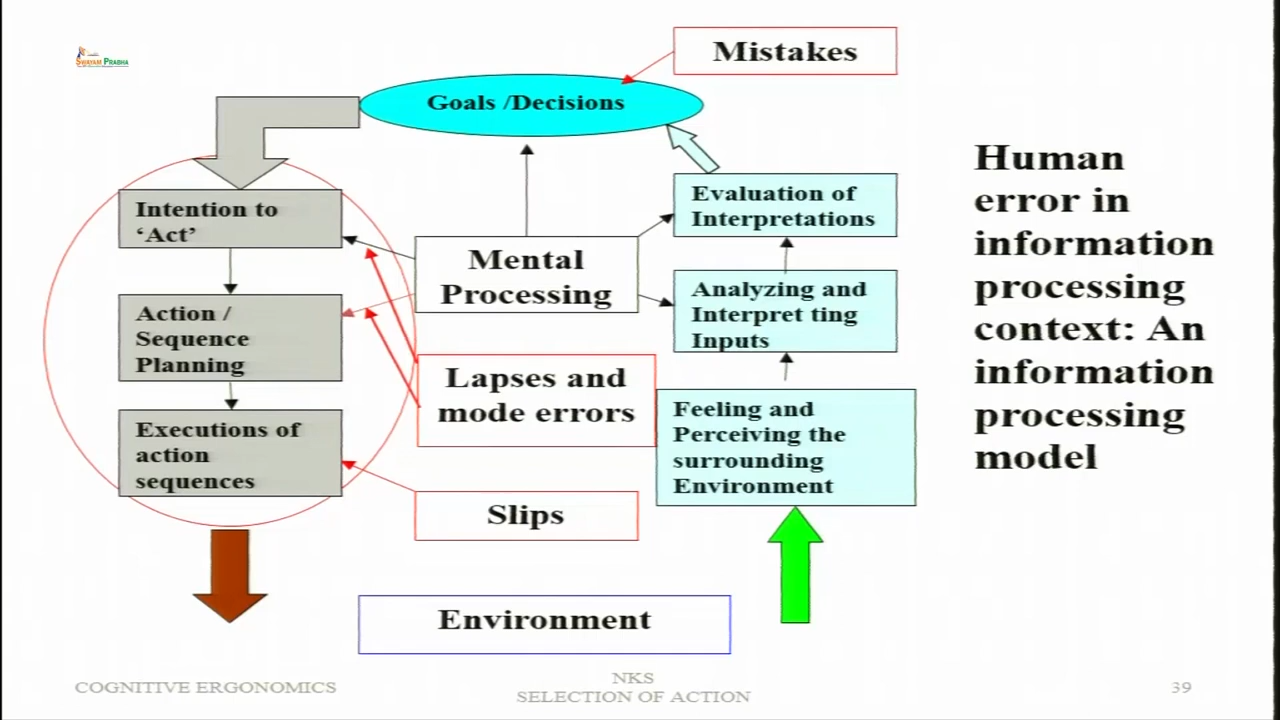 SWAYAM PRABHA
Mistakes
Goals /Decisions
Intention to
‘Act’
Action /
Sequence
Planning
Executions of
action
sequences
Mental
Processing
Lapses and
mode errors
Slips
Evaluation of
Interpretations
Analyzing and
Interpret ting
Inputs
Feeling and
Perceiving the
surrounding
Environment
Environment
Human
error in
information
processing
context: An
information
processing
model
COGNITIVE ERGONOMICS
NKS
SELECTION OF ACTION
39